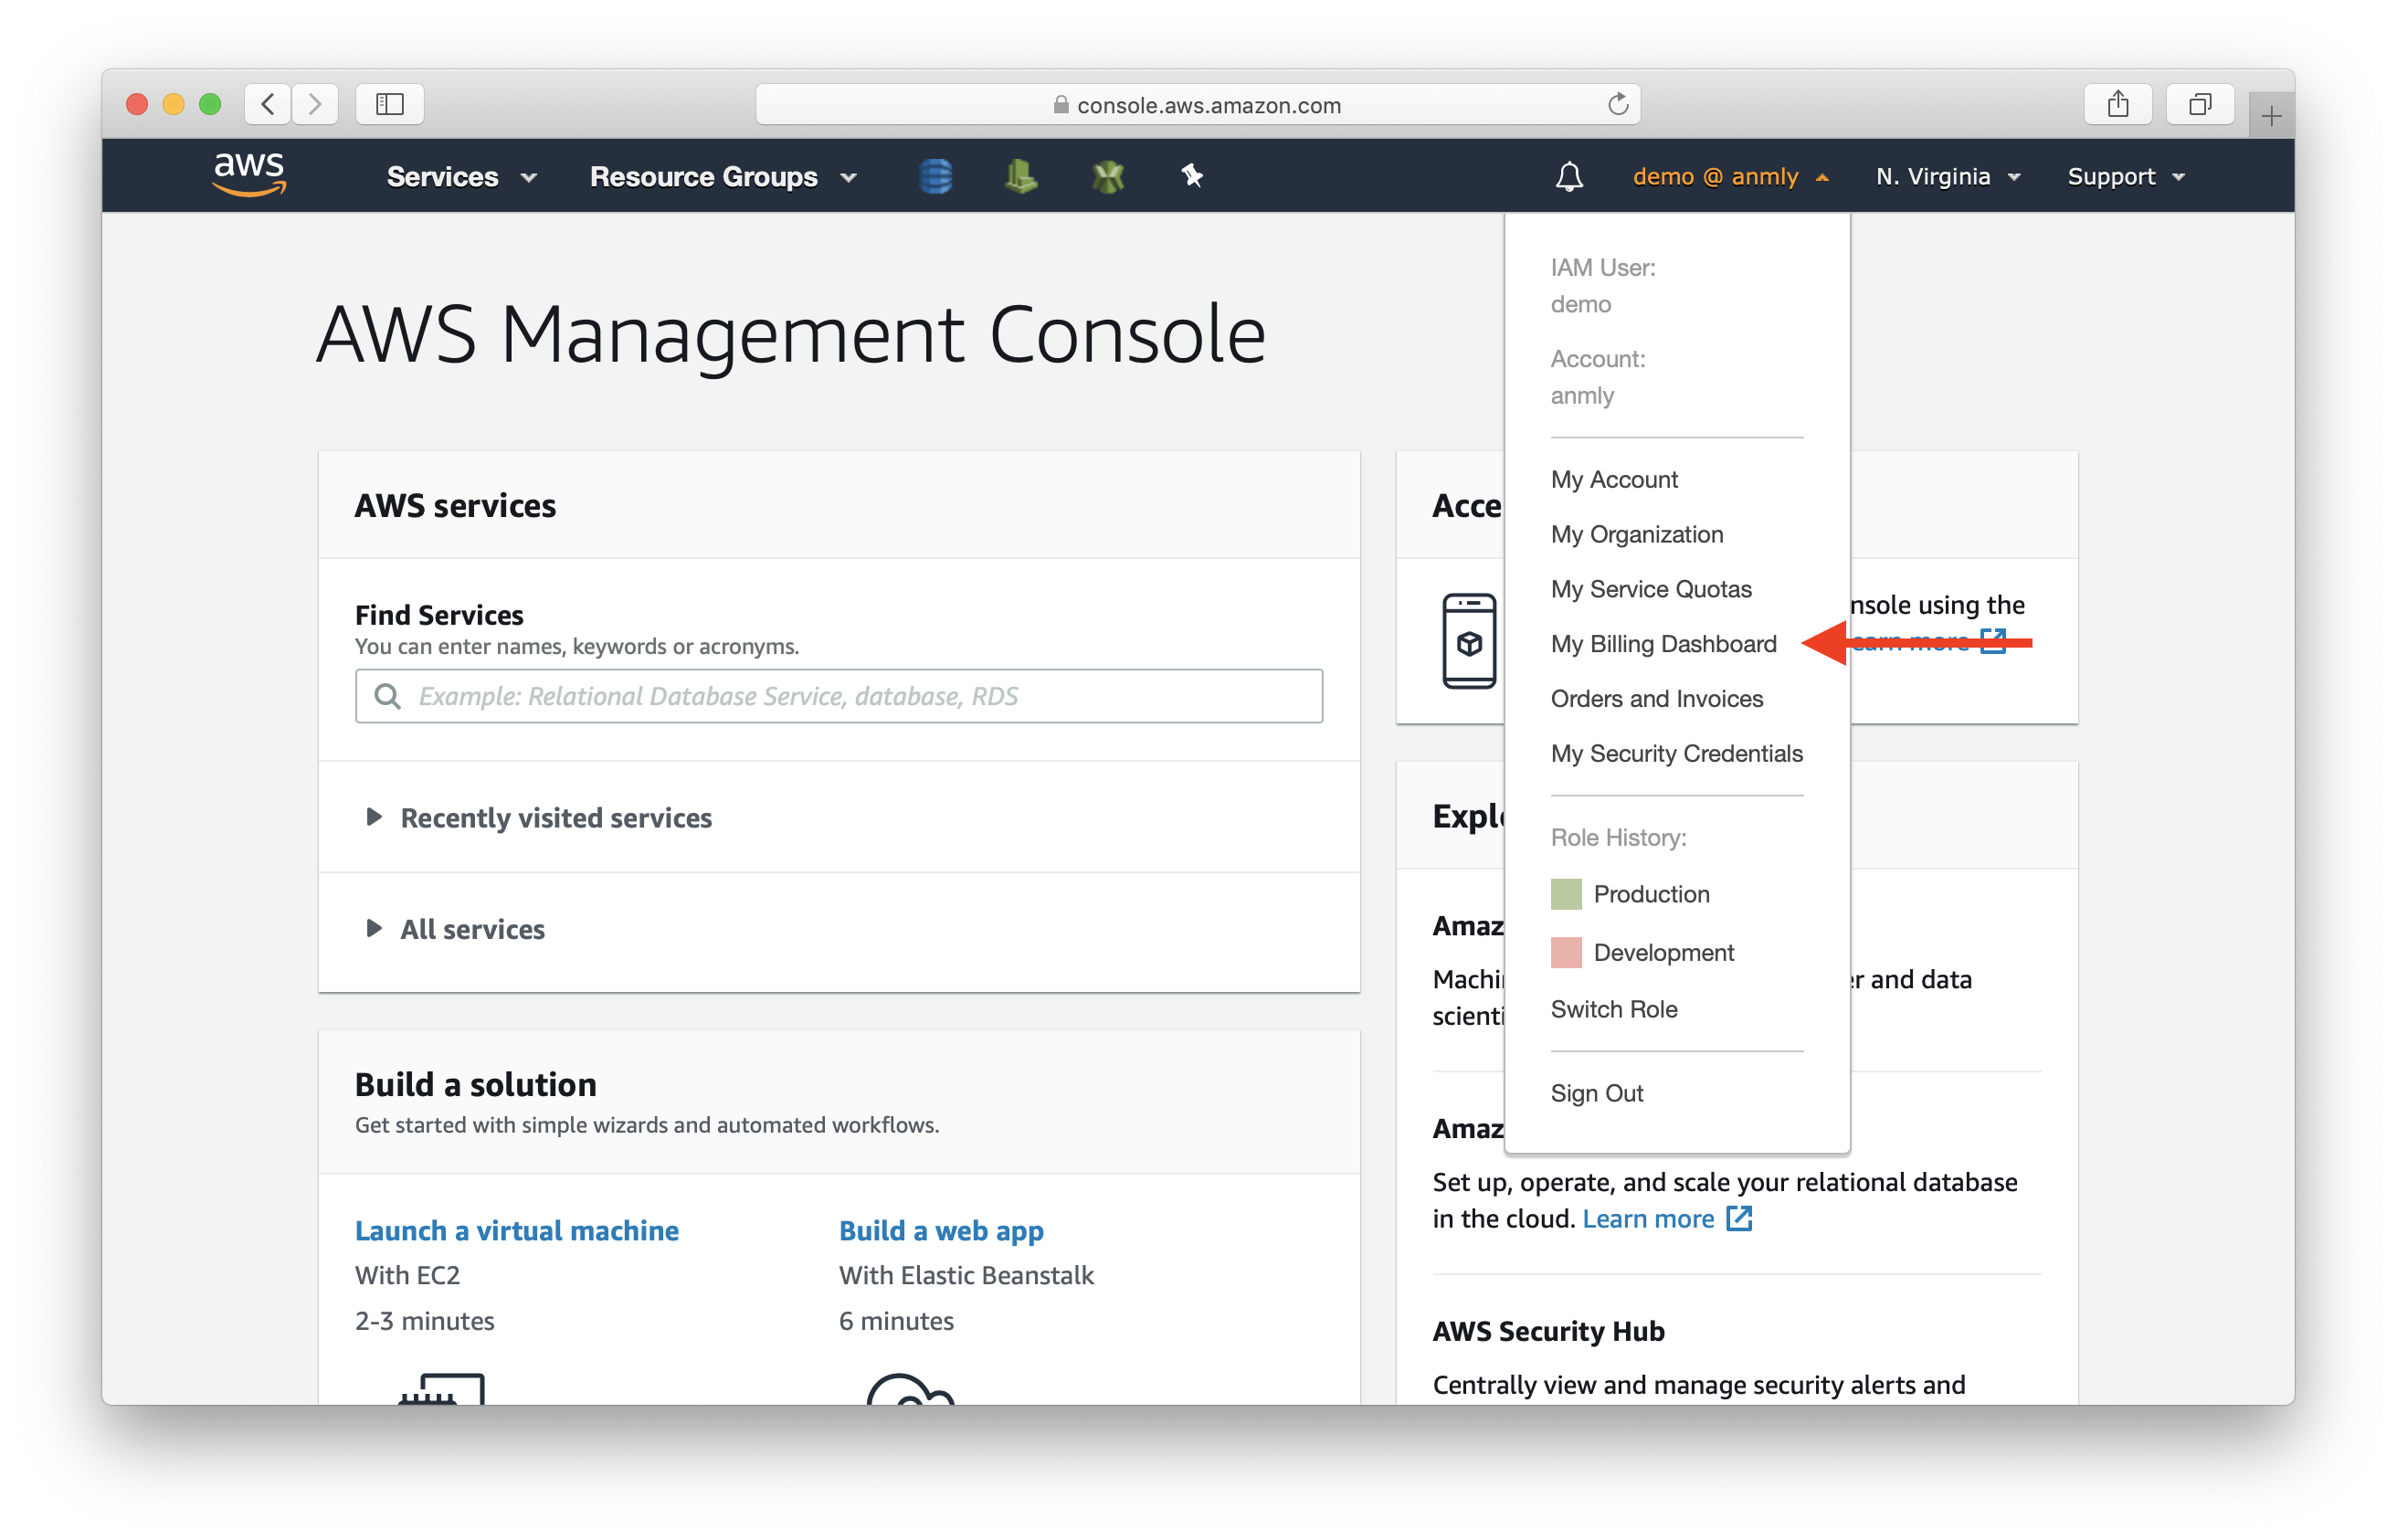 console.aws.amazon.com
aws
Services
Resource Groups
demo @ anmly
N. Virginia
Support
AWS Management Console
IAM User:
demo
Account:
anmly
My Account
My Organization
My Service Quotas
My Billing Dashboard
Orders and Invoices
My Security Credentials
Role History:
Production
Development
Switch Role
Sign Out
AWS services
Find Services
You can enter names, keywords or acronyms.
Example: Relational Database Service, database, RDS
Recently visited services
All services
Build a solution
Get started with simple wizards and automated workflows.
Launch a virtual machine
With EC2
2-3 minutes
Build a web app
With Elastic Beanstalk
6 minutes
Acce
nsole using the
earn more
Explo
Amaz
Machi
er and data
scienti
Amaz
Set up, operate, and scale your relational database
in the cloud. Learn more
AWS Security Hub
Centrally view and manage security alerts and